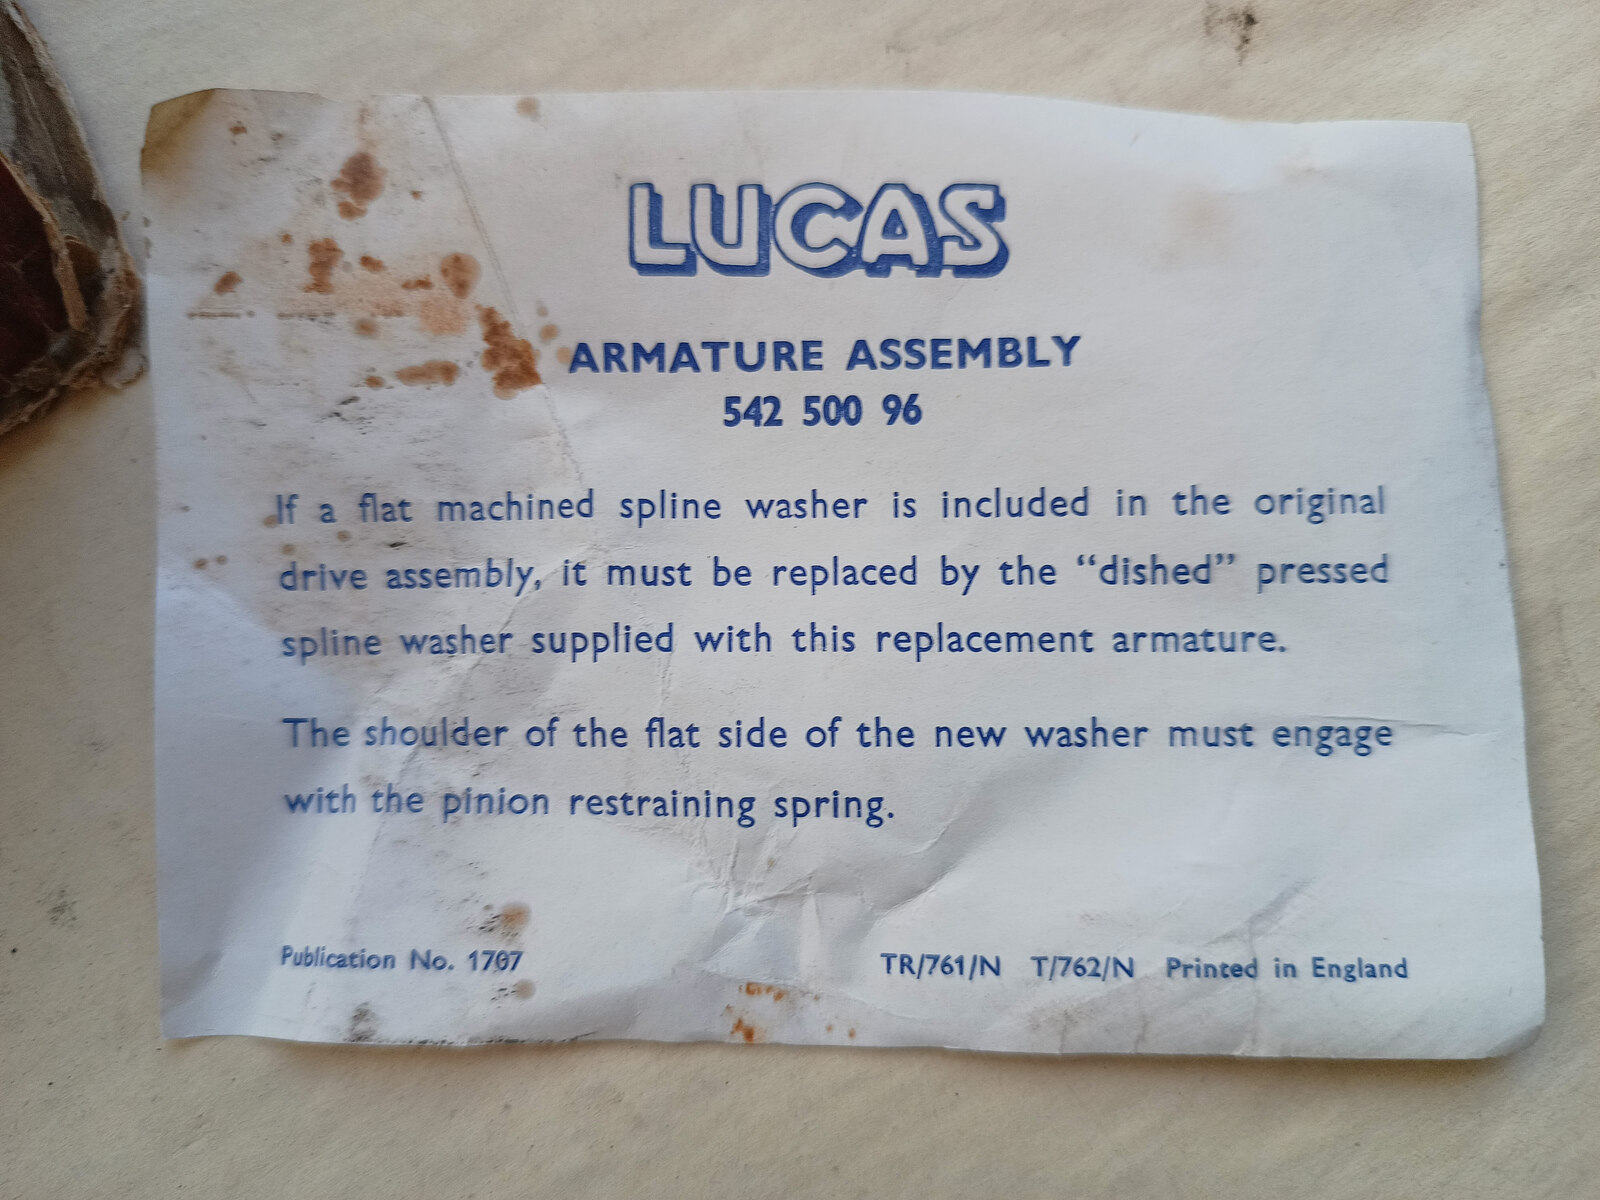 LUCAS
ARMATURE ASSEMBLY
542 500 96
If a flat machined spline washer is included in the original
drive assembly, it must be replaced by the “dished” pressed
spline washer supplied with this replacement armature.
The shoulder of the flat side of the new washer must engage
with the pinion restraining spring.
Publication No. 1707 TR/761/N T/762/N Printed in England